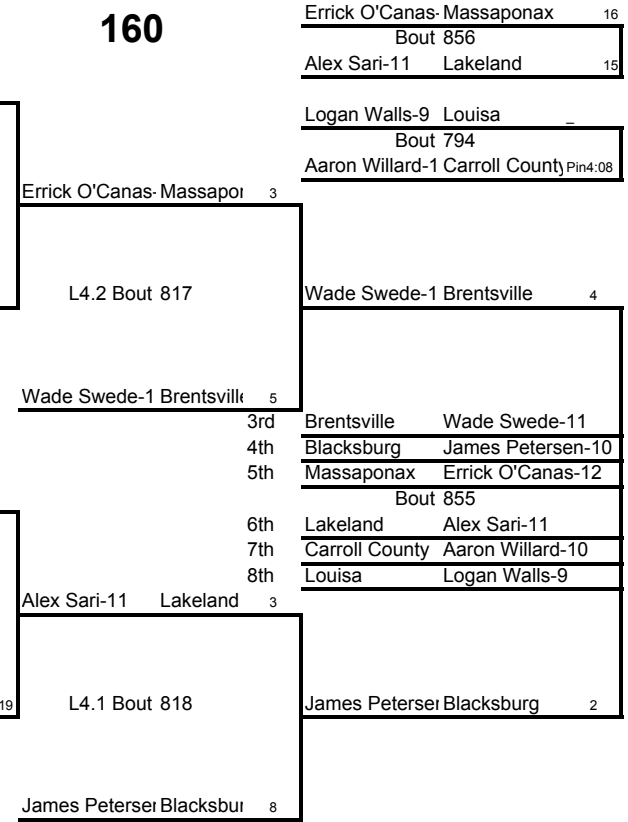 Errick O'Canas- Massaponax 16
160
Bout 856
Alex Sari-11 Lakeland 15
Logan Walls-9 Louisa _
Bout 794
Aaron Willard-1 Carroll County Pin4:08
Errick O'Canas- Massapor 3
L4.2 Bout 817 Wade Swede-1 Brentsville 4
Wade Swede-1 Brentsville 5
3rd Brentsville Wade Swede-11
4th Blacksburg James Petersen-10
5th Massaponax Errick O'Canas-12
Bout 855
6th Lakeland Alex Sari-11
7th Carroll County Aaron Willard-10
8th Louisa Logan Walls-9
Alex Sari-11 Lakeland 3
19 L4.1 Bout 818 James Peterser Blacksburg 2
James Peterser Blacksbur 8